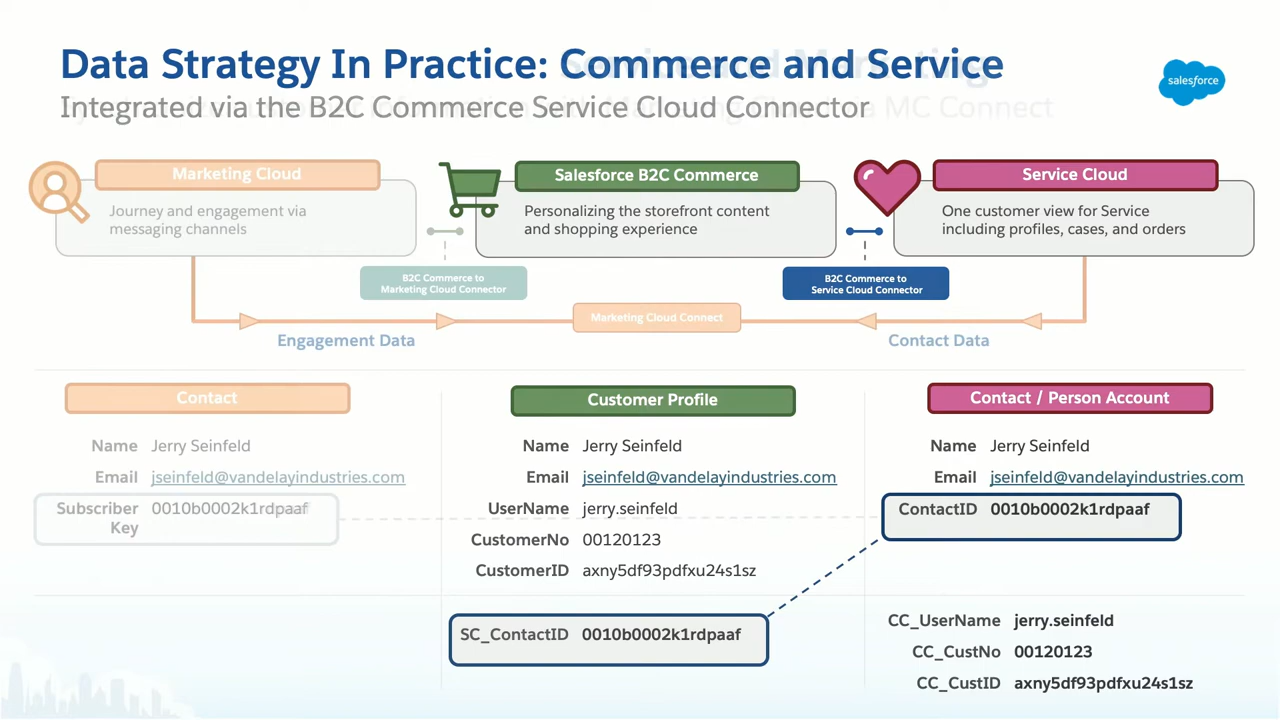 Data Strategy In Practice: Commerce and Service
Integrated via the B2C Commerce Service Cloud Connector
MC Connect
salesforce
Marketing Cloud
Journey and engagement via
messaging channels
Salesforce B2C Commerce
Personalizing the storefront content
and shopping experience
Service Cloud
One customer view for Service
including profiles, cases, and orders
B2C Commerce to
Marketing Cloud Connector
B2C Commerce to
Service Cloud Connector
Marketing Cloud Connect
Engagement Data
Contact Data
Contact
Name Jerry Seinfeld
Email jseinfeld@vandelayindustries.com
Subscriber Key 0010b0002k1rdpaaf
Customer Profile
Name Jerry Seinfeld
Email jseinfeld@vandelayindustries.com
UserName jerry.seinfeld
CustomerNo 00120123
CustomerID axny5df93pdfxu24s1sz
SC_ContactID 0010b0002k1rdpaaf
Contact / Person Account
Name Jerry Seinfeld
Email jseinfeld@vandelayindustries.com
ContactID 0010b0002k1rdpaaf
CC_UserName jerry.seinfeld
CC_CustNo 00120123
CC_CustID axny5df93pdfxu24s1sz